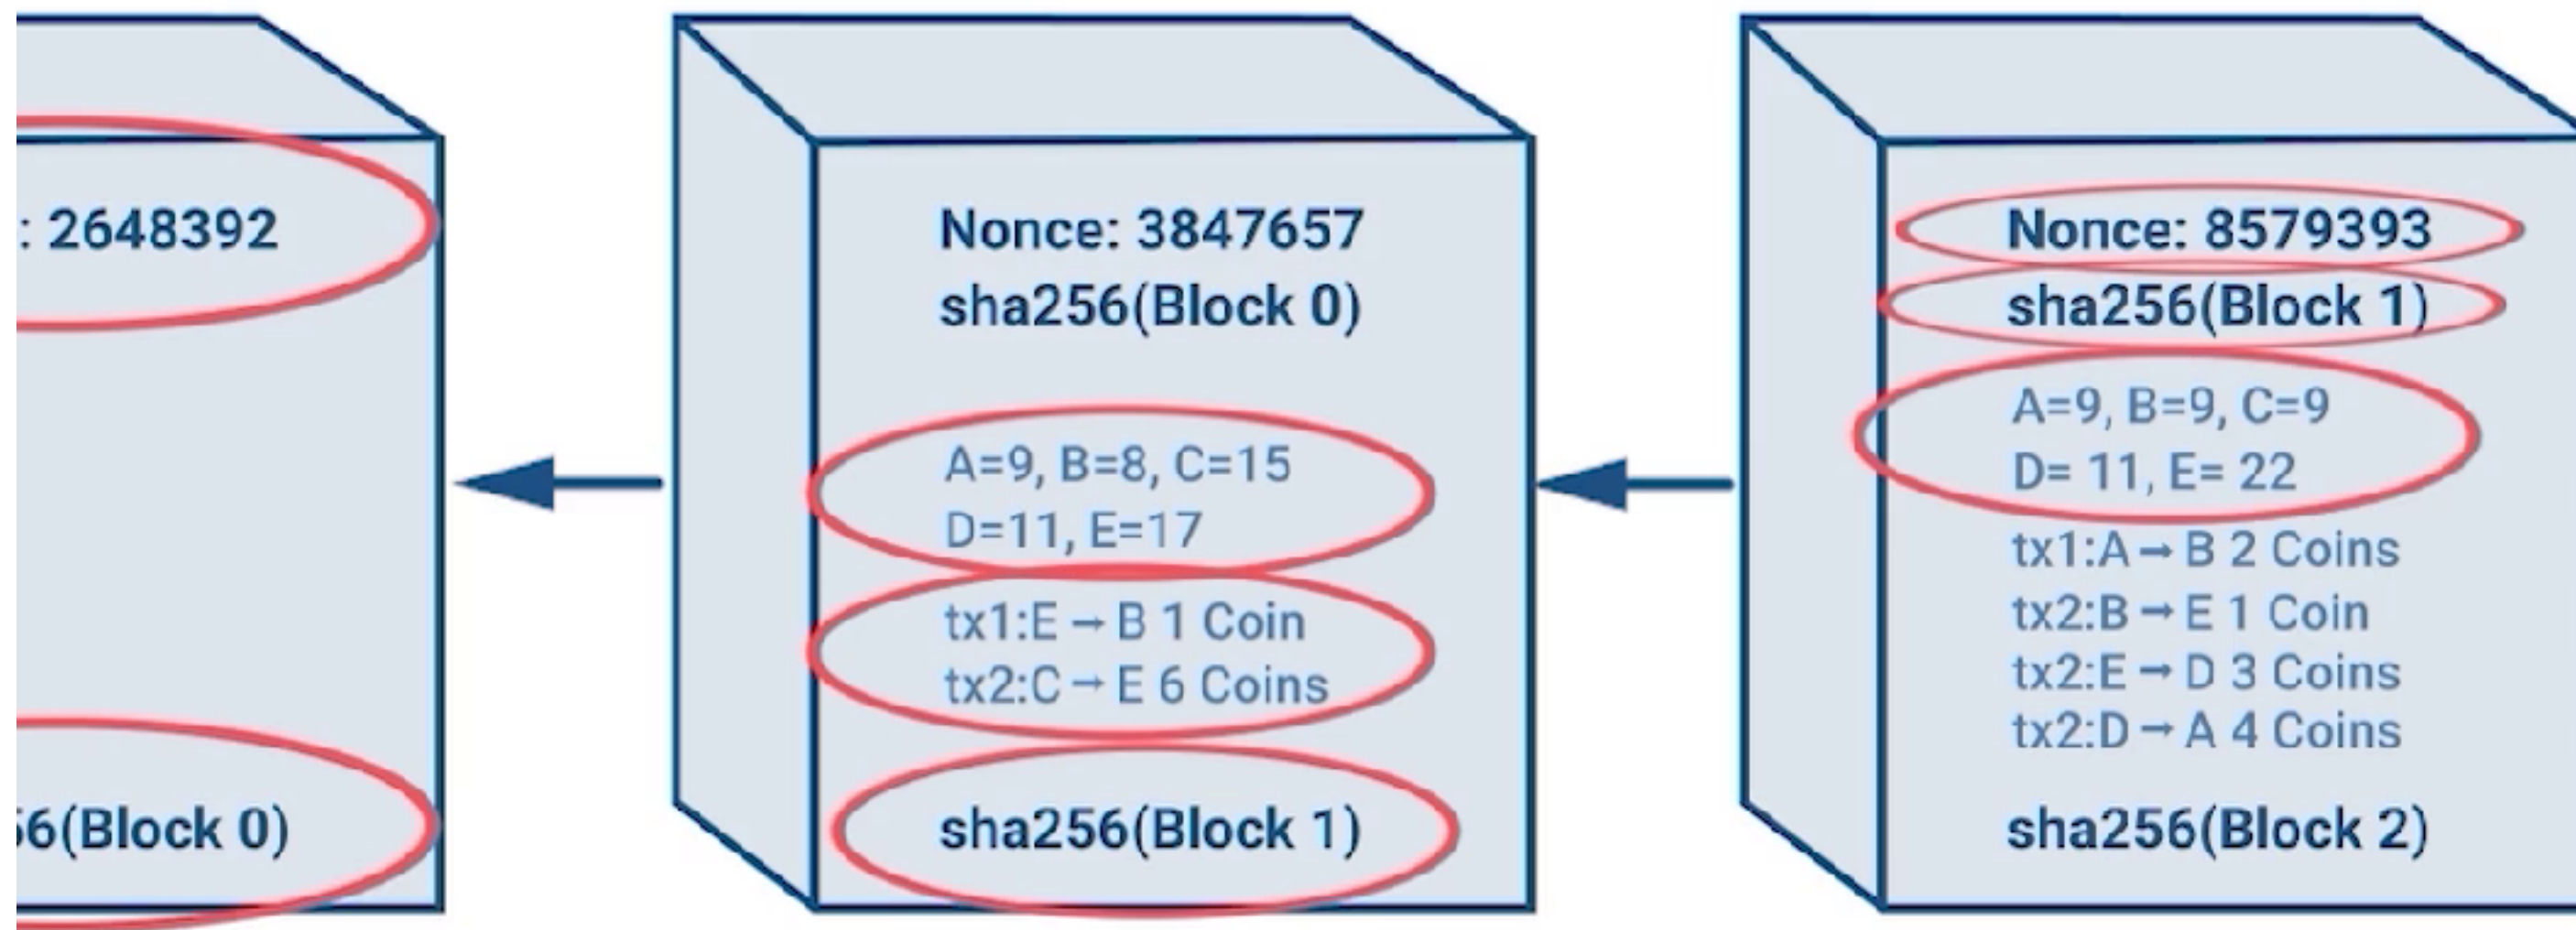 : 2648392
6(Block 0)
Nonce: 3847657
sha256(Block 0)
A=9, B=8, C=15
D=11, E=17
tx1:E → B 1 Coin
tx2:C → E 6 Coins
sha256(Block 1)
Nonce: 8579393
sha256(Block 1)
A=9, B=9, C=9
D= 11, E= 22
tx1:A → B 2 Coins
tx2:B → E 1 Coin
tx2:E → D 3 Coins
tx2:D → A 4 Coins
sha256(Block 2)